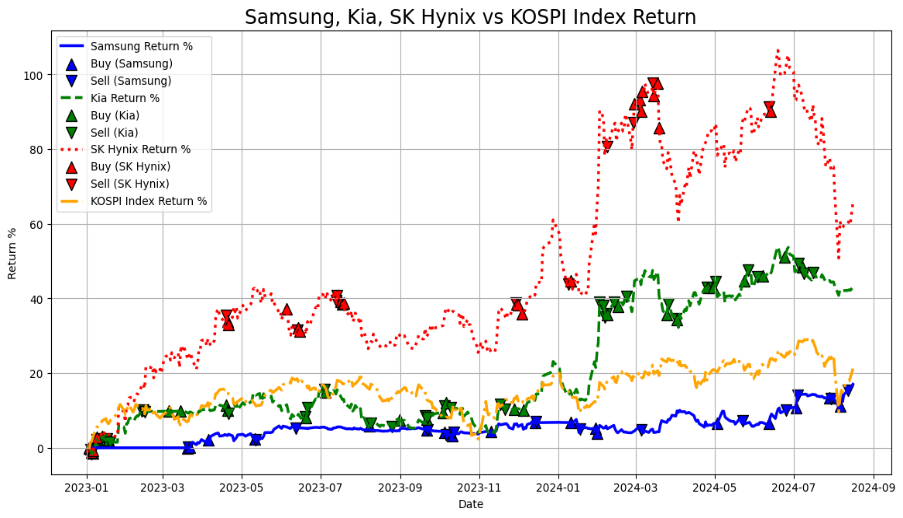 Samsung, Kia, SK Hynix vs KOSPI Index Return
Samsung Return %
Buy (Samsung)
Sell (Samsung)
Kia Return %
Buy (Kia)
Sell (Kia)
SK Hynix Return %
Buy (SK Hynix)
Sell (SK Hynix)
KOSPI Index Return %
Return %
100
80
60
40
20
0
2023-01 2023-03 2023-05 2023-07 2023-09 2023-11 2024-01 2024-03 2024-05 2024-07 2024-09
Date